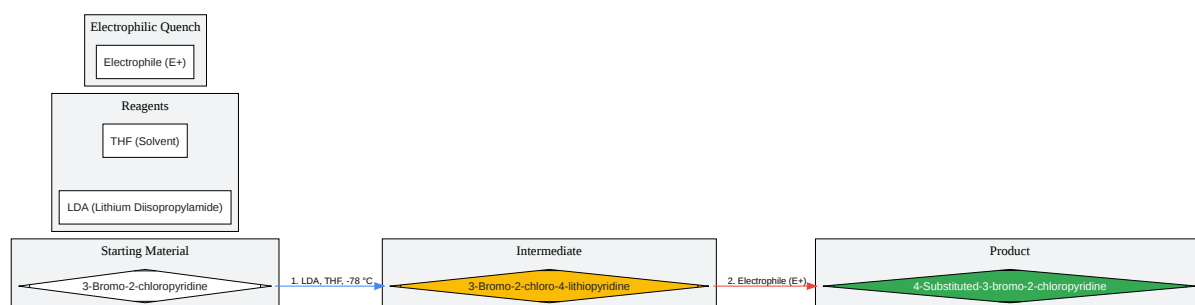 Electrophilic Quench
Electrophile (E+)
Reagents
THF (Solvent)
LDA (Lithium Diisopropylamide)
Starting Material
3-Bromo-2-chloropyridine
1. LDA, THF, -78 °C
Intermediate
3-Bromo-2-chloro-4-lithiopyridine
2. Electrophile (E+)
Product
4-Substituted-3-bromo-2-chloropyridine